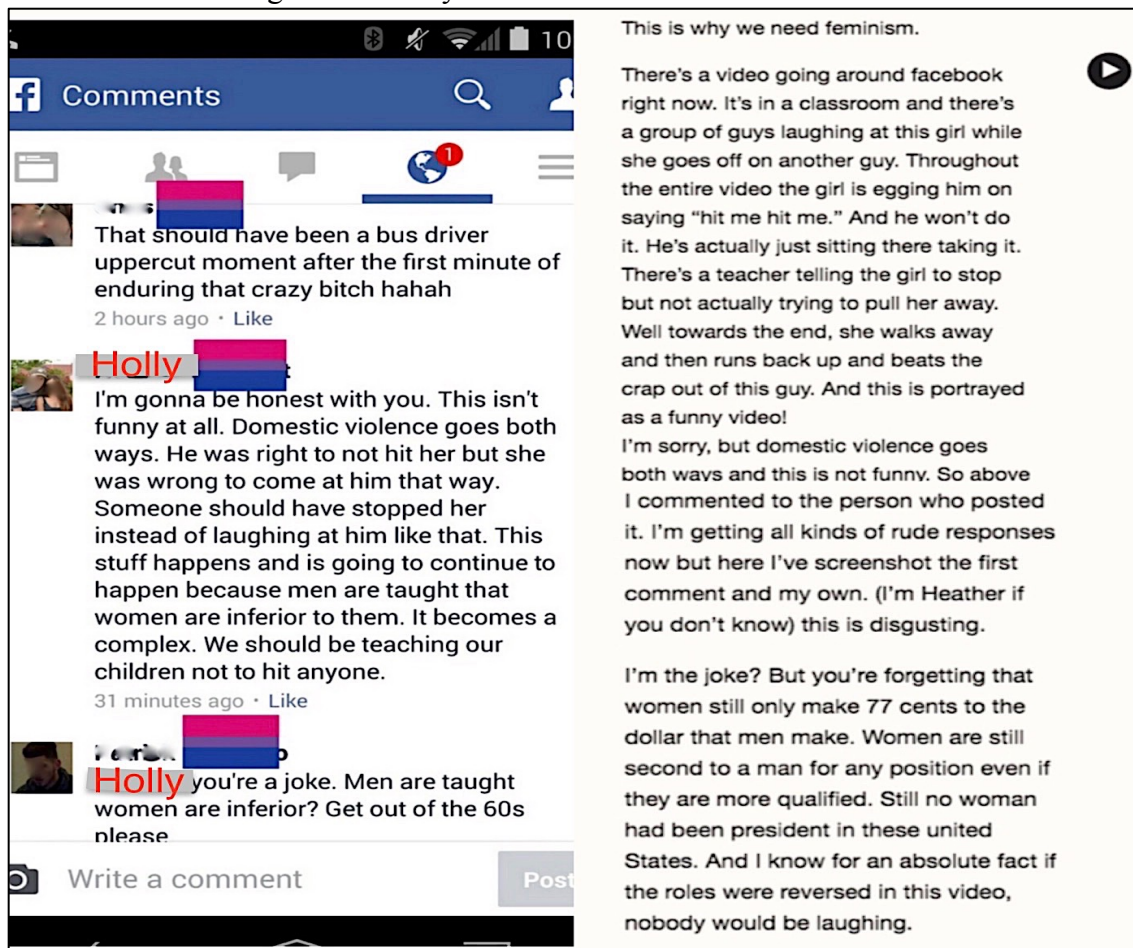 10
Comments
1
That should have been a bus driver
uppercut moment after the first minute of
enduring that crazy bitch hahah
2 hours ago · Like
Holly
I'm gonna be honest with you. This isn't
funny at all. Domestic violence goes both
ways. He was right to not hit her but she
was wrong to come at him that way.
Someone should have stopped her
instead of laughing at him like that. This
stuff happens and is going to continue to
happen because men are taught that
women are inferior to them. It becomes a
complex. We should be teaching our
children not to hit anyone.
31 minutes ago · Like
Holly you're a joke. Men are taught
women are inferior? Get out of the 60s
please
Write a comment
Post
This is why we need feminism.
There's a video going around facebook
right now. It's in a classroom and there's
a group of guys laughing at this girl while
she goes off on another guy. Throughout
the entire video the girl is egging him on
saying "hit me hit me." And he won't do
it. He's actually just sitting there taking it.
There's a teacher telling the girl to stop
but not actually trying to pull her away.
Well towards the end, she walks away
and then runs back up and beats the
crap out of this guy. And this is portrayed
as a funny video!
I'm sorry, but domestic violence goes
both ways and this is not funny. So above
I commented to the person who posted
it. I'm getting all kinds of rude responses
now but here I've screenshot the first
comment and my own. (I'm Heather if
you don't know) this is disgusting.
I'm the joke? But you're forgetting that
women still only make 77 cents to the
dollar that men make. Women are still
second to a man for any position even if
they are more qualified. Still no woman
had been president in these united
States. And I know for an absolute fact if
the roles were reversed in this video,
nobody would be laughing.